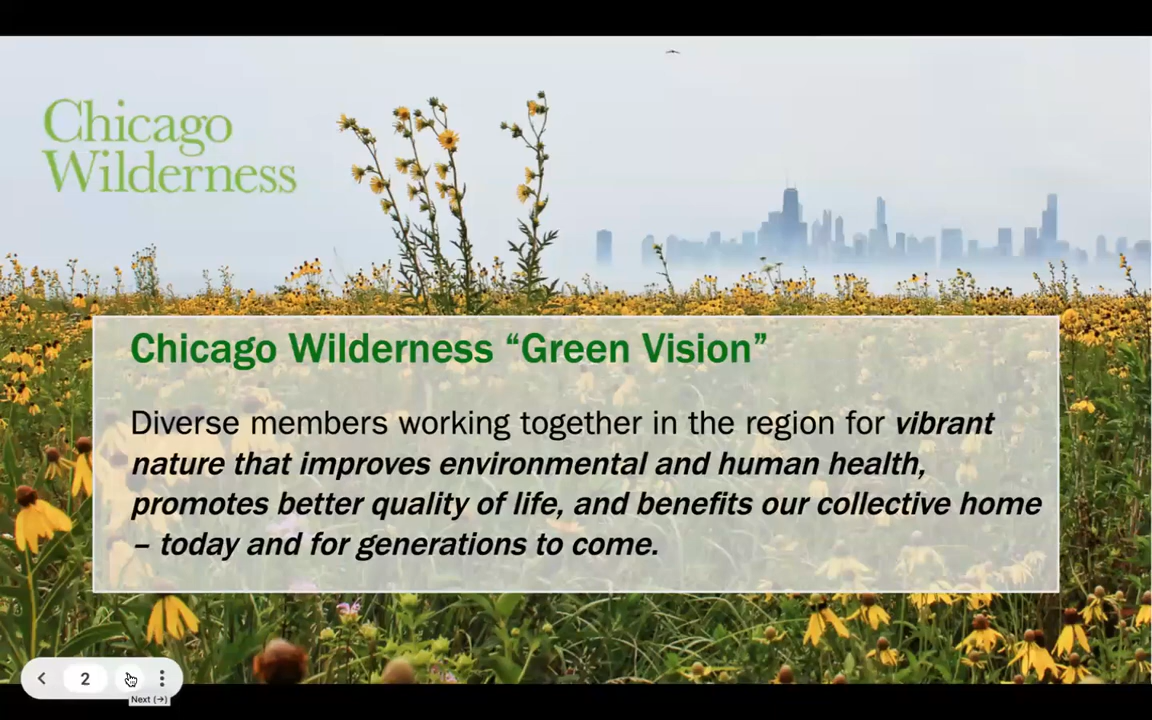 Chicago
Wilderness
Chicago Wilderness “Green Vision”
Diverse members working together in the region for vibrant
nature that improves environmental and human health,
promotes better quality of life, and benefits our collective home
– today and for generations to come.
2
Next (→)